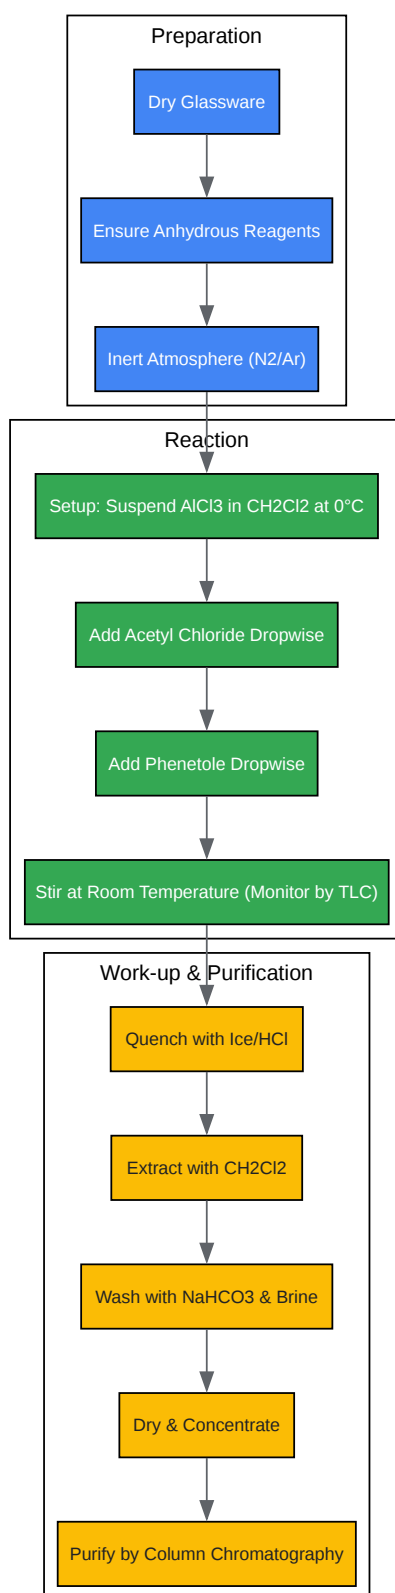 Preparation
Dry Glassware
Ensure Anhydrous Reagents
Inert Atmosphere (N2/Ar)
Reaction
Setup: Suspend AlCl3 in CH2Cl2 at 0°C
Add Acetyl Chloride Dropwise
Add Phenetole Dropwise
Stir at Room Temperature (Monitor by TLC)
Work-up & Purification
Quench with Ice/HCl
Extract with CH2Cl2
Wash with NaHCO3 & Brine
Dry & Concentrate
Purify by Column Chromatography